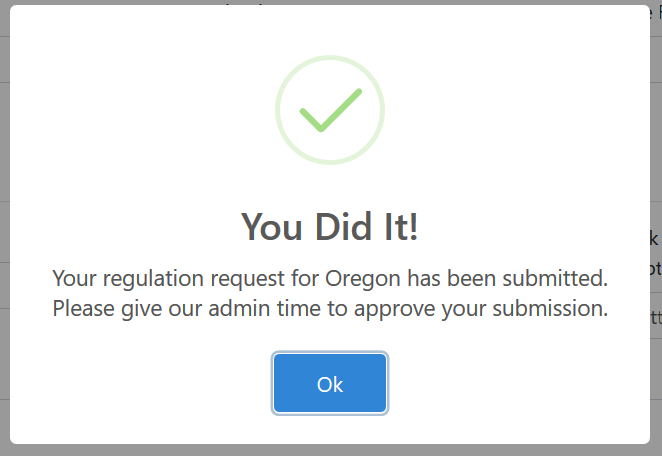 You Did It!
Your regulation request for Oregon has been submitted.
Please give our admin time to approve your submission.
Ok